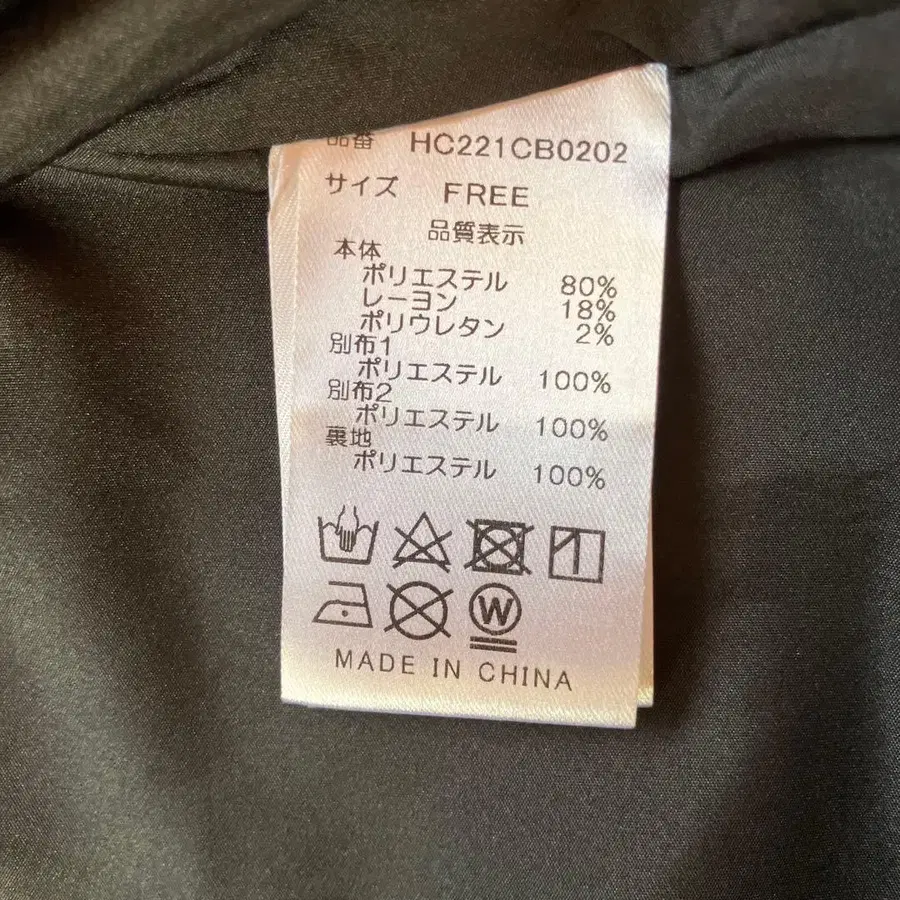 品番 HC221CB0202
サイズ FREE
品質表示
本体
ポリエステル 80%
レーヨン 18%
ポリウレタン 2%
別布1
ポリエステル 100%
別布2
ポリエステル 100%
裏地
ポリエステル 100%
W
MADE IN CHINA